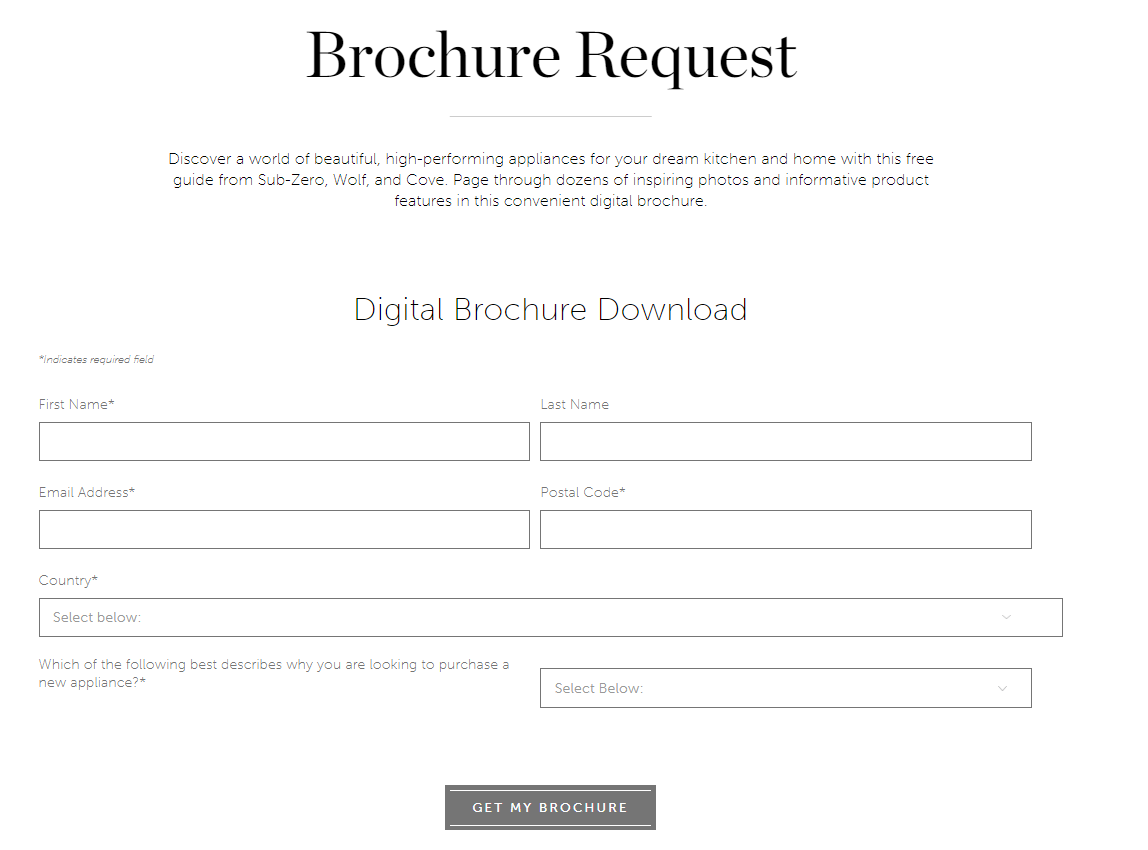 Brochure Request
Discover a world of beautiful, high-performing appliances for your dream kitchen and home with this free
guide from Sub-Zero, Wolf, and Cove. Page through dozens of inspiring photos and informative product
features in this convenient digital brochure.
Digital Brochure Download
*Indicates required field
First Name*
Last Name
Email Address*
Postal Code*
Country*
Select below:
Which of the following best describes why you are looking to purchase a
new appliance?*
Select Below:
GET MY BROCHURE